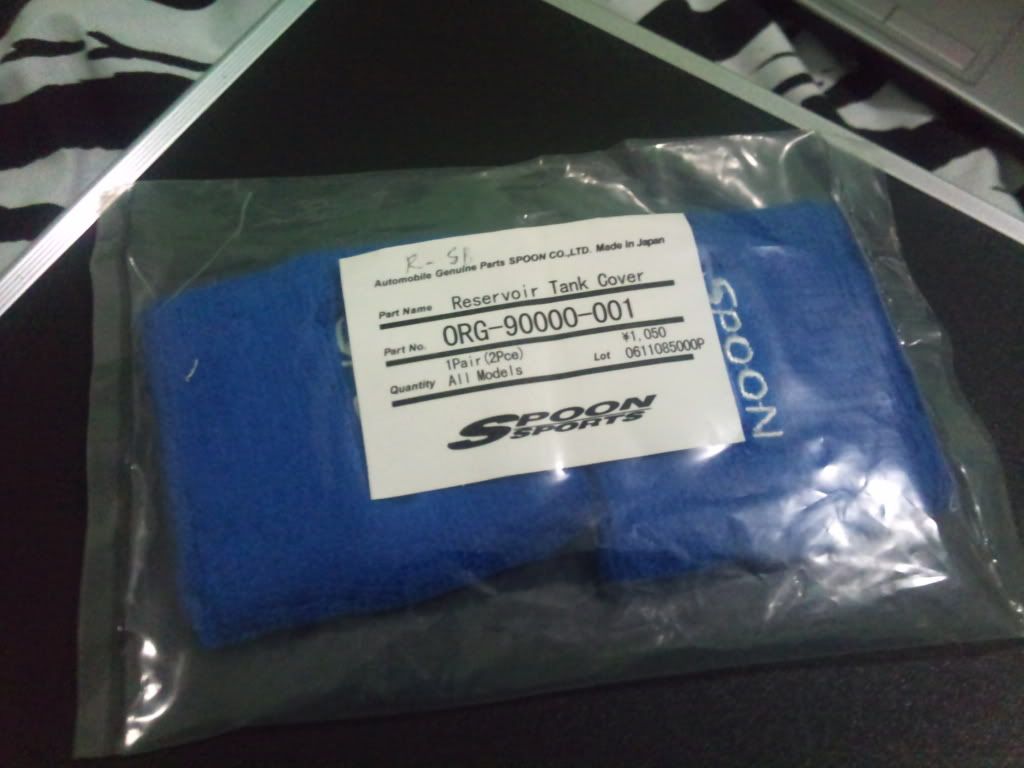 R-SP.
Automobile Genuine Parts SPOON CO.,LTD. Made in Japan
Part Name Reservoir Tank Cover
Part No. ORG-90000-001
1Pair(2Pce) ¥1,050
Quantity All Models Lot 0611085000P
SPOON
SPORTS
SPOON